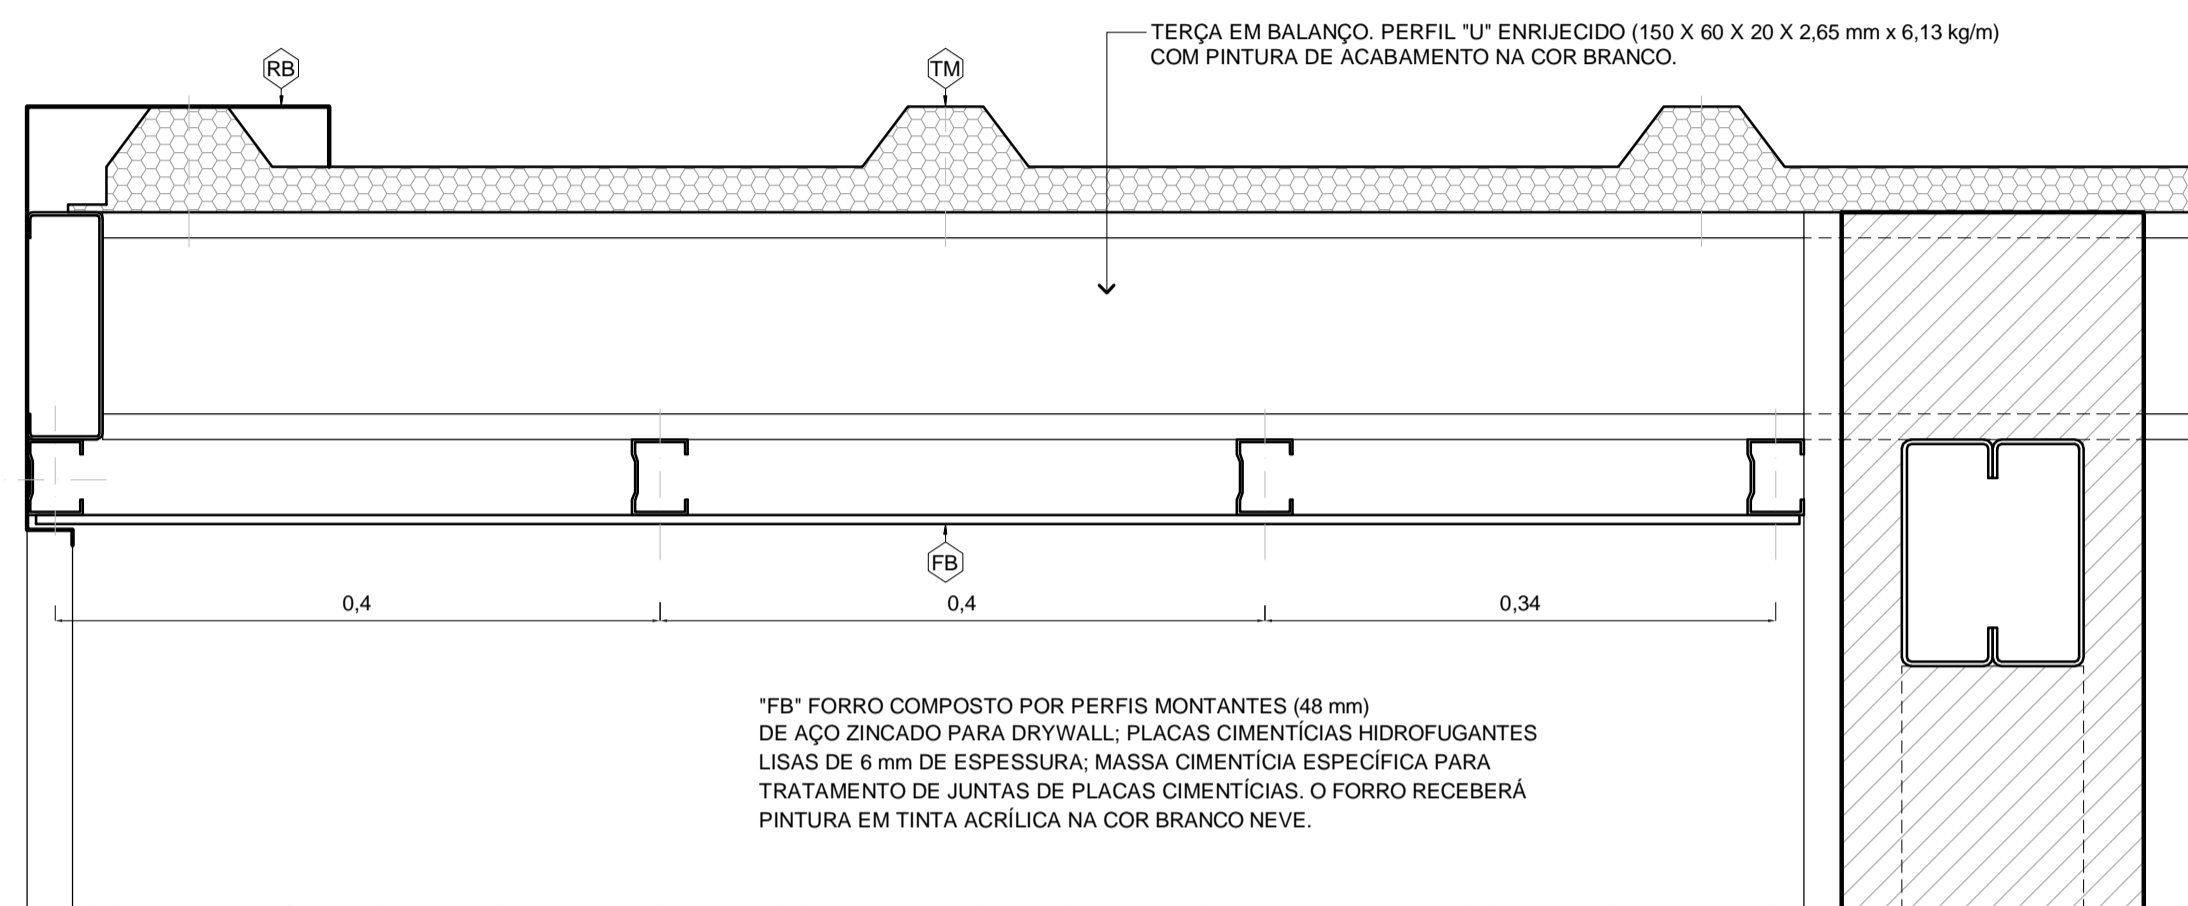 TERÇA EM BALANÇO. PERFIL "U" ENRIJECIDO (150 X 60 X 20 X 2,65 mm x 6,13 kg/m)
COM PINTURA DE ACABAMENTO NA COR BRANCO.
RB
TM
FB
0,4
0,4
0,34
"FB" FORRO COMPOSTO POR PERFIS MONTANTES (48 mm)
DE AÇO ZINCADO PARA DRYWALL; PLACAS CIMENTÍCIAS HIDROFUGANTES
LISAS DE 6 mm DE ESPESSURA; MASSA CIMENTÍCIA ESPECÍFICA PARA
TRATAMENTO DE JUNTAS DE PLACAS CIMENTÍCIAS. O FORRO RECEBERÁ
PINTURA EM TINTA ACRÍLICA NA COR BRANCO NEVE.